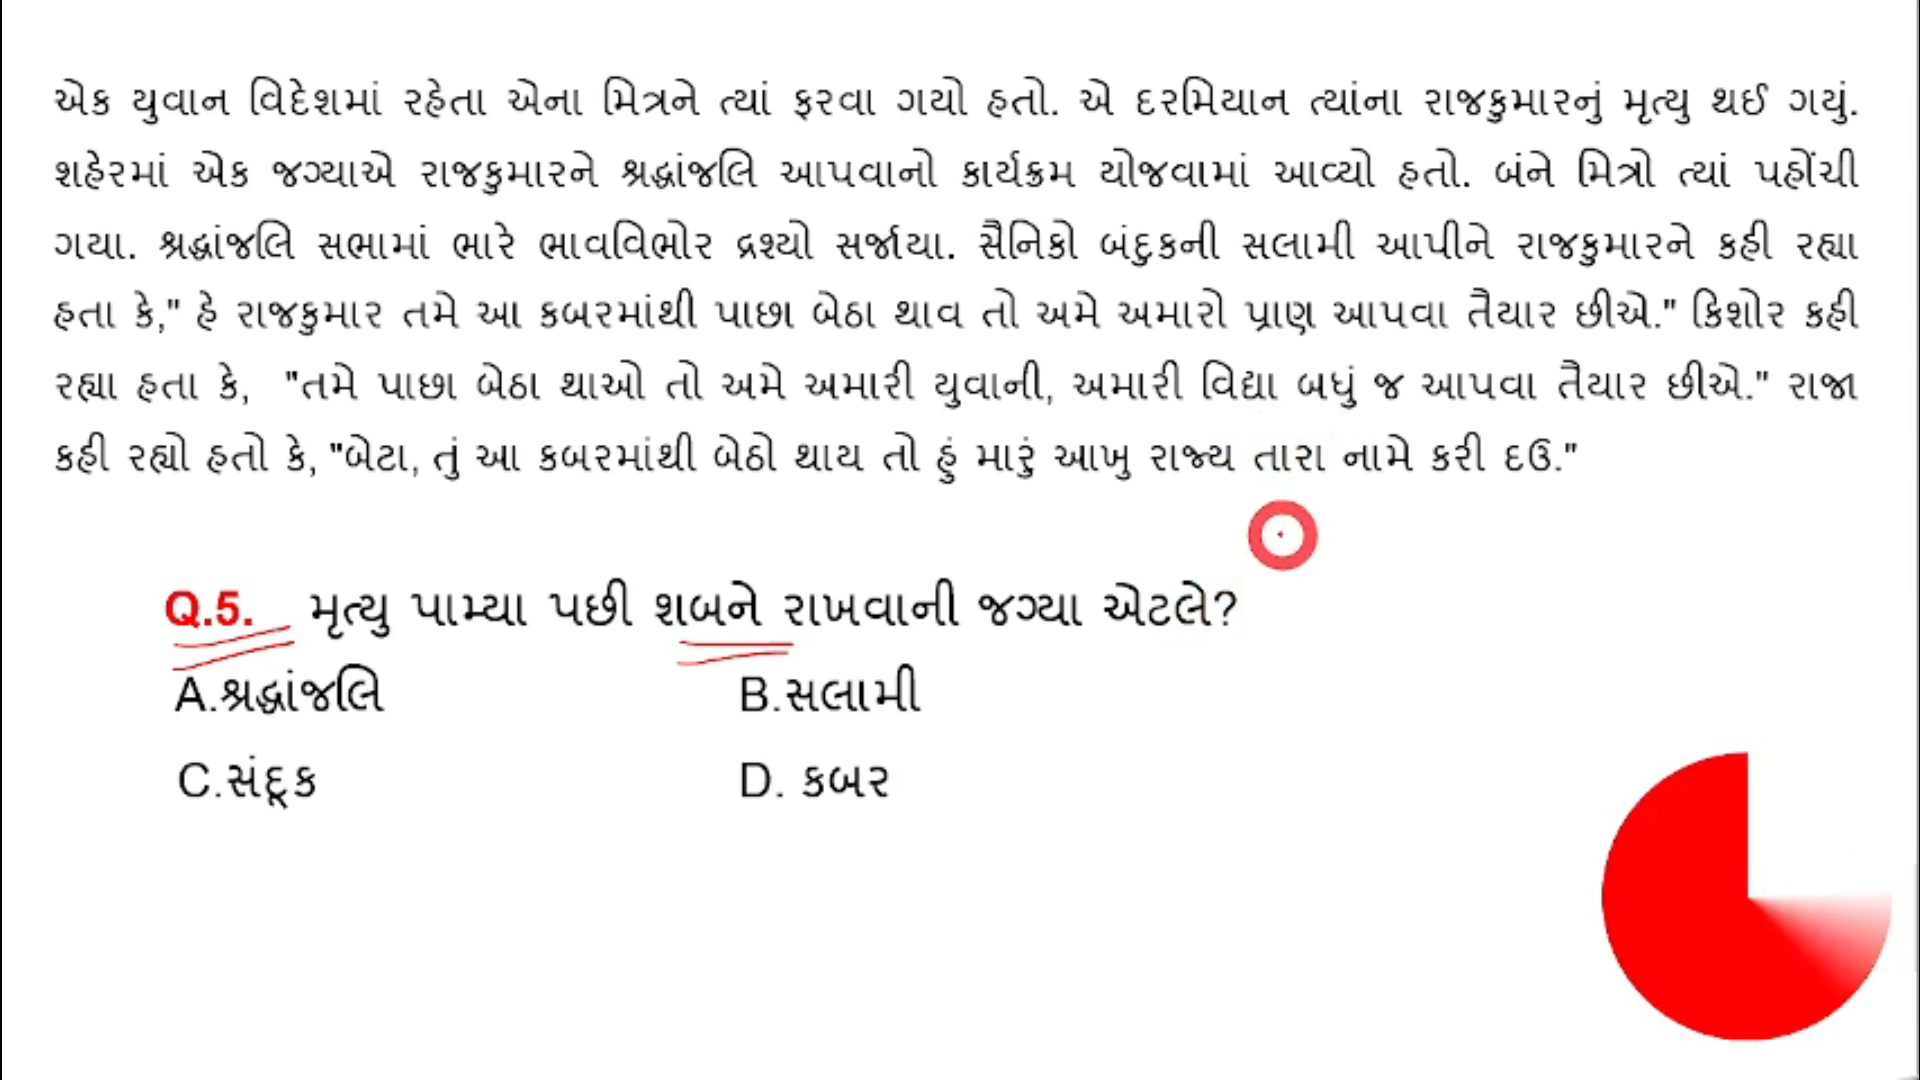 એક યુવાન વિદેશમાં રહેતા એના મિત્રને ત્યાં ફરવા ગયો હતો. એ દરમિયાન ત્યાંના રાજકુમારનું મૃત્યુ થઈ ગયું.
શહેરમાં એક જગ્યાએ રાજકુમારને શ્રદ્ધાંજલિ આપવાનો કાર્યક્રમ યોજવામાં આવ્યો હતો. બંને મિત્રો ત્યાં પહોંચી
ગયા. શ્રદ્ધાંજલિ સભામાં ભારે ભાવવિભોર દ્રશ્યો સર્જાયા. સૈનિકો બંદુકની સલામી આપીને રાજકુમારને કહી રહ્યા
હતા કે," હે રાજકુમાર તમે આ કબરમાંથી પાછા બેઠા થાવ તો અમે અમારો પ્રાણ આપવા તૈયાર છીએ." કિશોર કહી
રહ્યા હતા કે, "તમે પાછા બેઠા થાઓ તો અમે અમારી યુવાની, અમારી વિદ્યા બધું જ આપવા તૈયાર છીએ." રાજા
કહી રહ્યો હતો કે, "બેટા, તું આ કબરમાંથી બેઠો થાય તો હું મારું આખુ રાજ્ય તારા નામે કરી દઉ."
Q.5. મૃત્યુ પામ્યા પછી શબને રાખવાની જગ્યા એટલે?
A.શ્રદ્ધાંજલિ B.સલામી
C.સંદૂક D. કબર